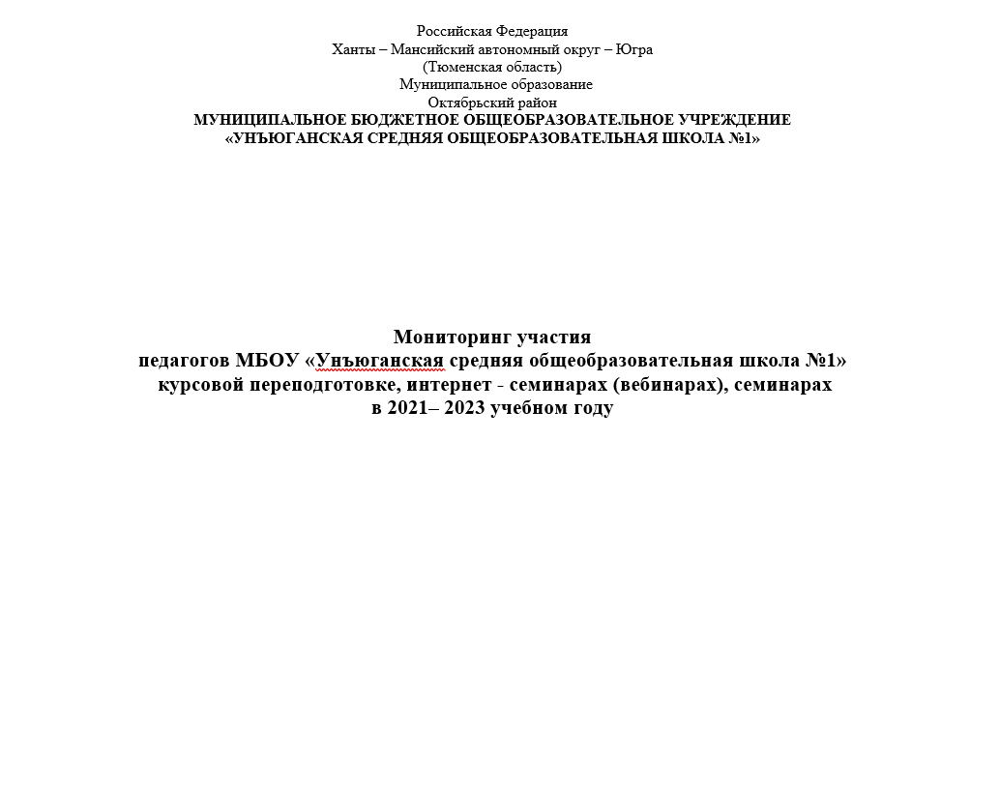 Российская Федерация
Ханты – Мансийский автономный округ – Югра
(Тюменская область)
Муниципальное образование
Октябрьский район
МУНИЦИПАЛЬНОЕ БЮДЖЕТНОЕ ОБЩЕОБРАЗОВАТЕЛЬНОЕ УЧРЕЖДЕНИЕ
«УНЪЮГАНСКАЯ СРЕДНЯЯ ОБЩЕОБРАЗОВАТЕЛЬНАЯ ШКОЛА №1»
Мониторинг участия
педагогов МБОУ «Унъюганская средняя общеобразовательная школа №1»
курсовой переподготовке, интернет - семинарах (вебинарах), семинарах
в 2021– 2023 учебном году